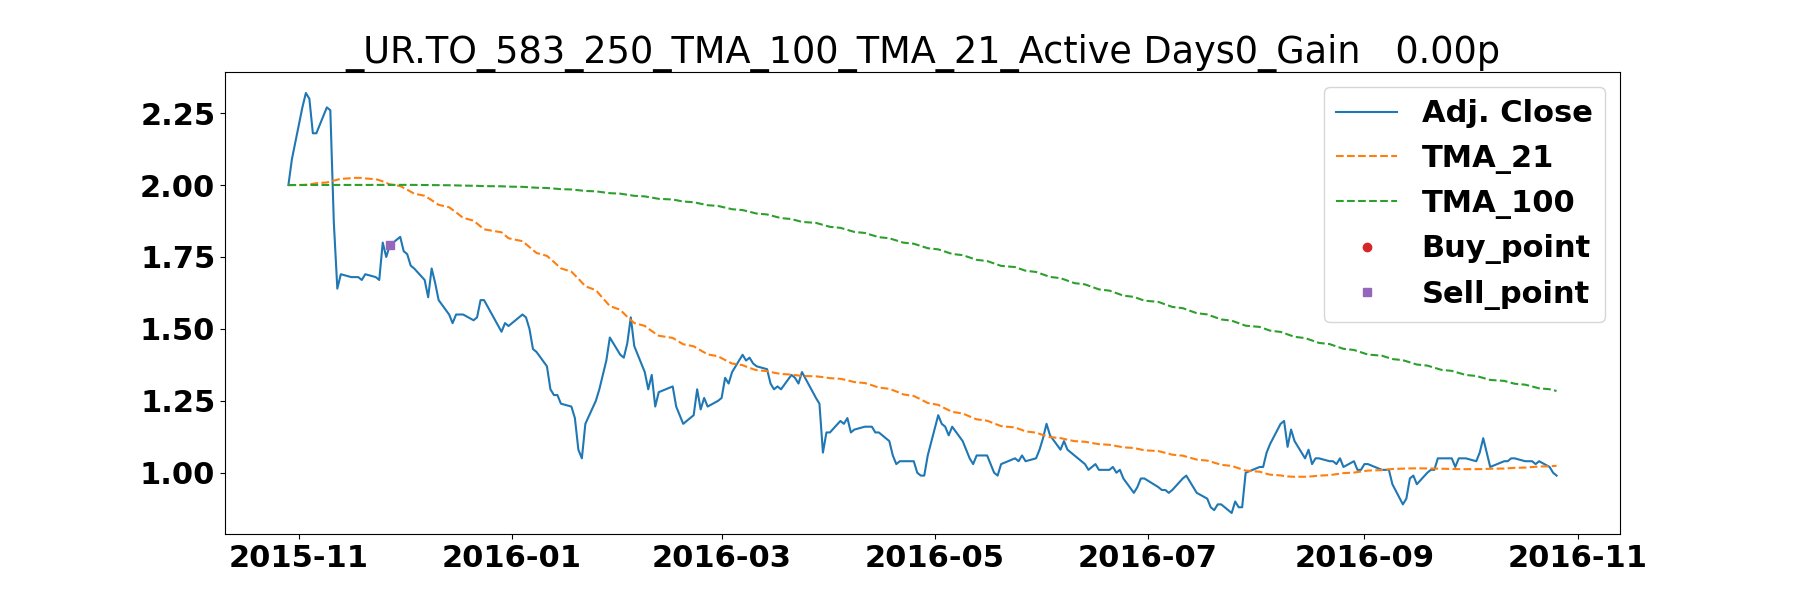 _UR.TO_583_250_TMA_100_TMA_21_Active Days0_Gain   0.00p
2.25
2.00
1.75
1.50
1.25
1.00
Adj. Close
TMA_21
TMA_100
Buy_point
Sell_point
2015-11 2016-01 2016-03 2016-05 2016-07 2016-09 2016-11